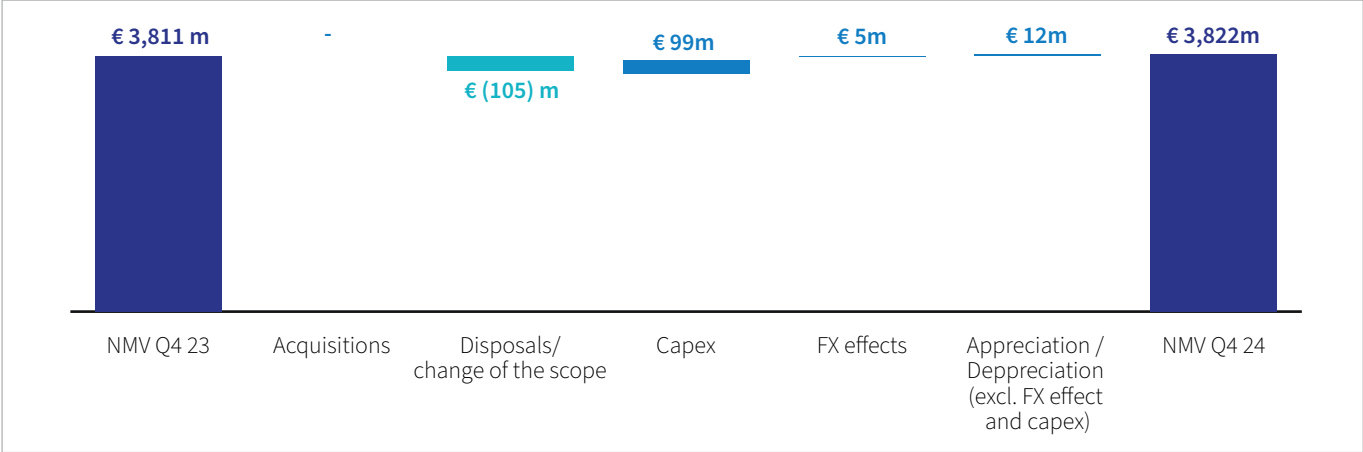 € 3,811 m
-
€ (105) m
€ 99m
€ 5m
€ 12m
€ 3,822m
NMV Q4 23
Acquisitions
Disposals/
change of the scope
Capex
FX effects
Appreciation /
Deppreciation
(excl. FX effect
and capex)
NMV Q4 24